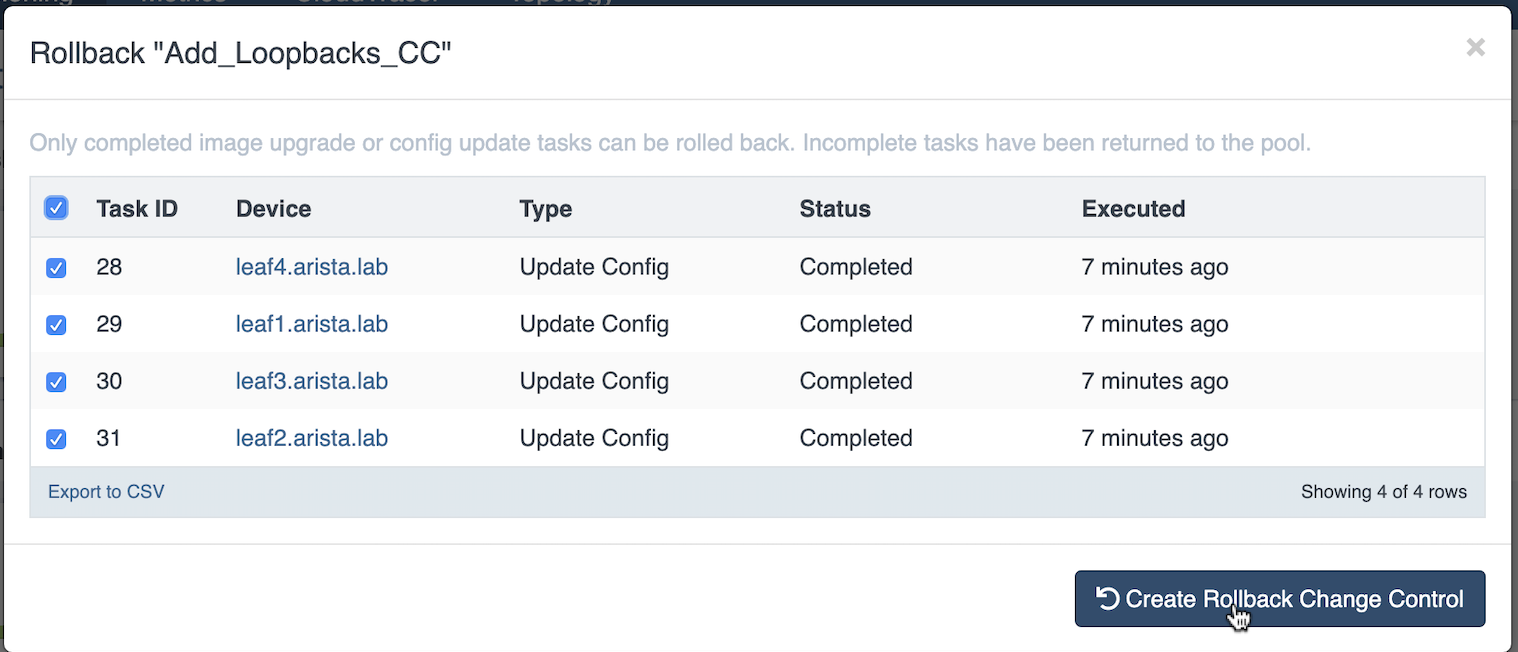 Metrics CloudTracer Topology
Rollback "Add_Loopbacks_CC"
Only completed image upgrade or config update tasks can be rolled back. Incomplete tasks have been returned to the pool.
Task ID Device Type Status Executed
28 leaf4.arista.lab Update Config Completed 7 minutes ago
29 leaf1.arista.lab Update Config Completed 7 minutes ago
30 leaf3.arista.lab Update Config Completed 7 minutes ago
31 leaf2.arista.lab Update Config Completed 7 minutes ago
Export to CSV Showing 4 of 4 rows
Create Rollback Change Control